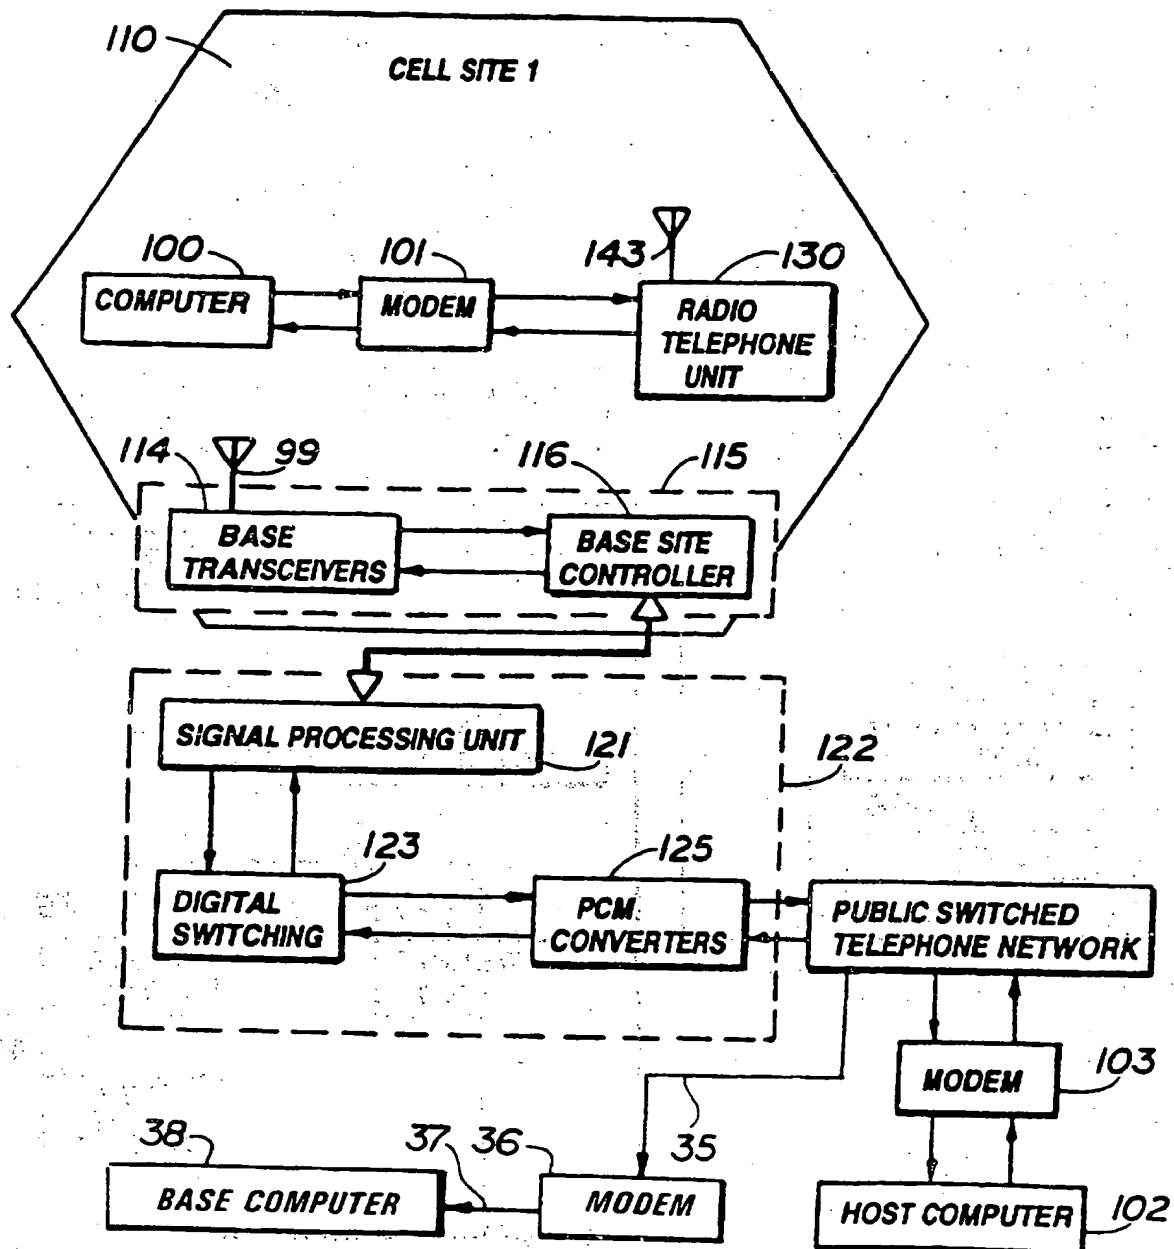 110
CELL SITE 1
100
101
143
130
COMPUTER
MODEM
RADIO
TELEPHONE
UNIT
114
99
116
115
BASE
TRANSCEIVERS
BASE SITE
CONTROLLER
SIGNAL PROCESSING UNIT
121
122
123
125
DIGITAL
SWITCHING
PCM
CONVERTERS
PUBLIC SWITCHED
TELEPHONE NETWORK
MODEM
103
35
38
37
36
BASE COMPUTER
MODEM
HOST COMPUTER
102